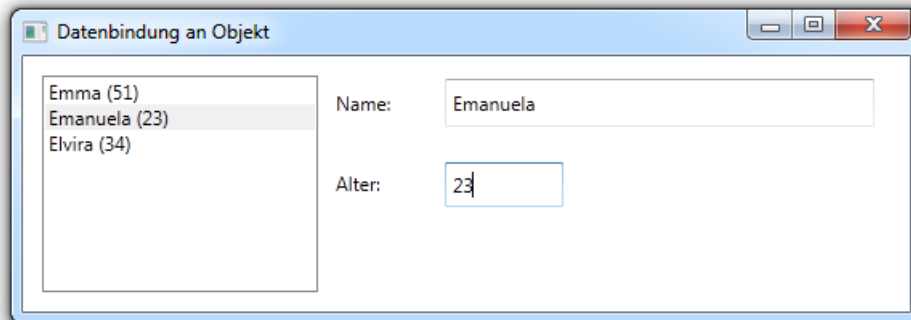 Datenbindung an Objekt
Emma (51)
Emanuela (23)
Elvira (34)
Name: Emanuela
Alter: 23